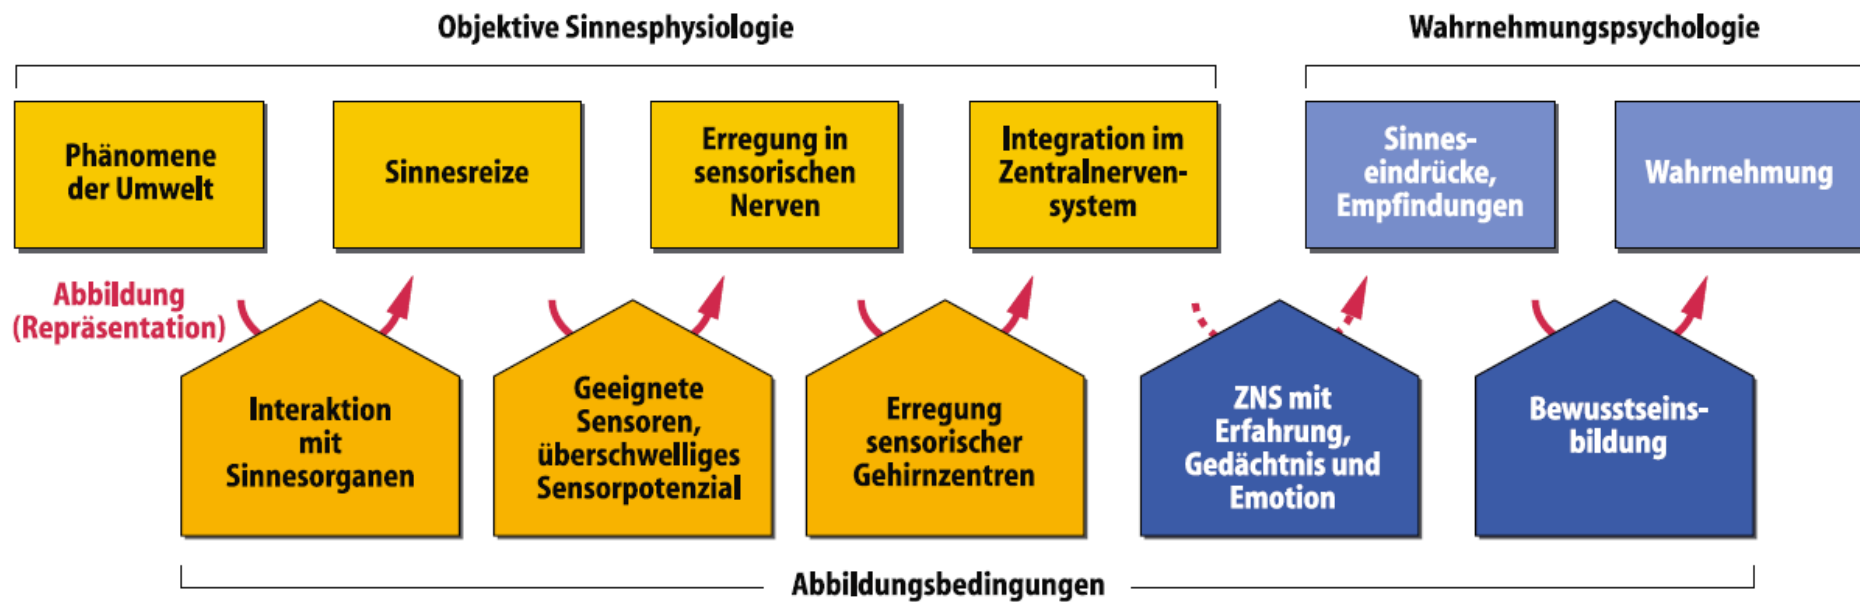 Objektive Sinnesphysiologie
Wahrnehmungspsychologie
Phänomene
der Umwelt
Sinnesreize
Erregung in
sensorischen
Nerven
Integration im
Zentralnerven-
system
Sinnes-
eindrücke,
Empfindungen
Wahrnehmung
Abbildung
(Repräsentation)
Interaktion
mit
Sinnesorganen
Geeignete
Sensoren,
überschwelliges
Sensorpotenzial
Erregung
sensorischer
Gehirnzentren
ZNS mit
Erfahrung,
Gedächtnis und
Emotion
Bewusstseins-
bildung
Abbildungsbedingungen